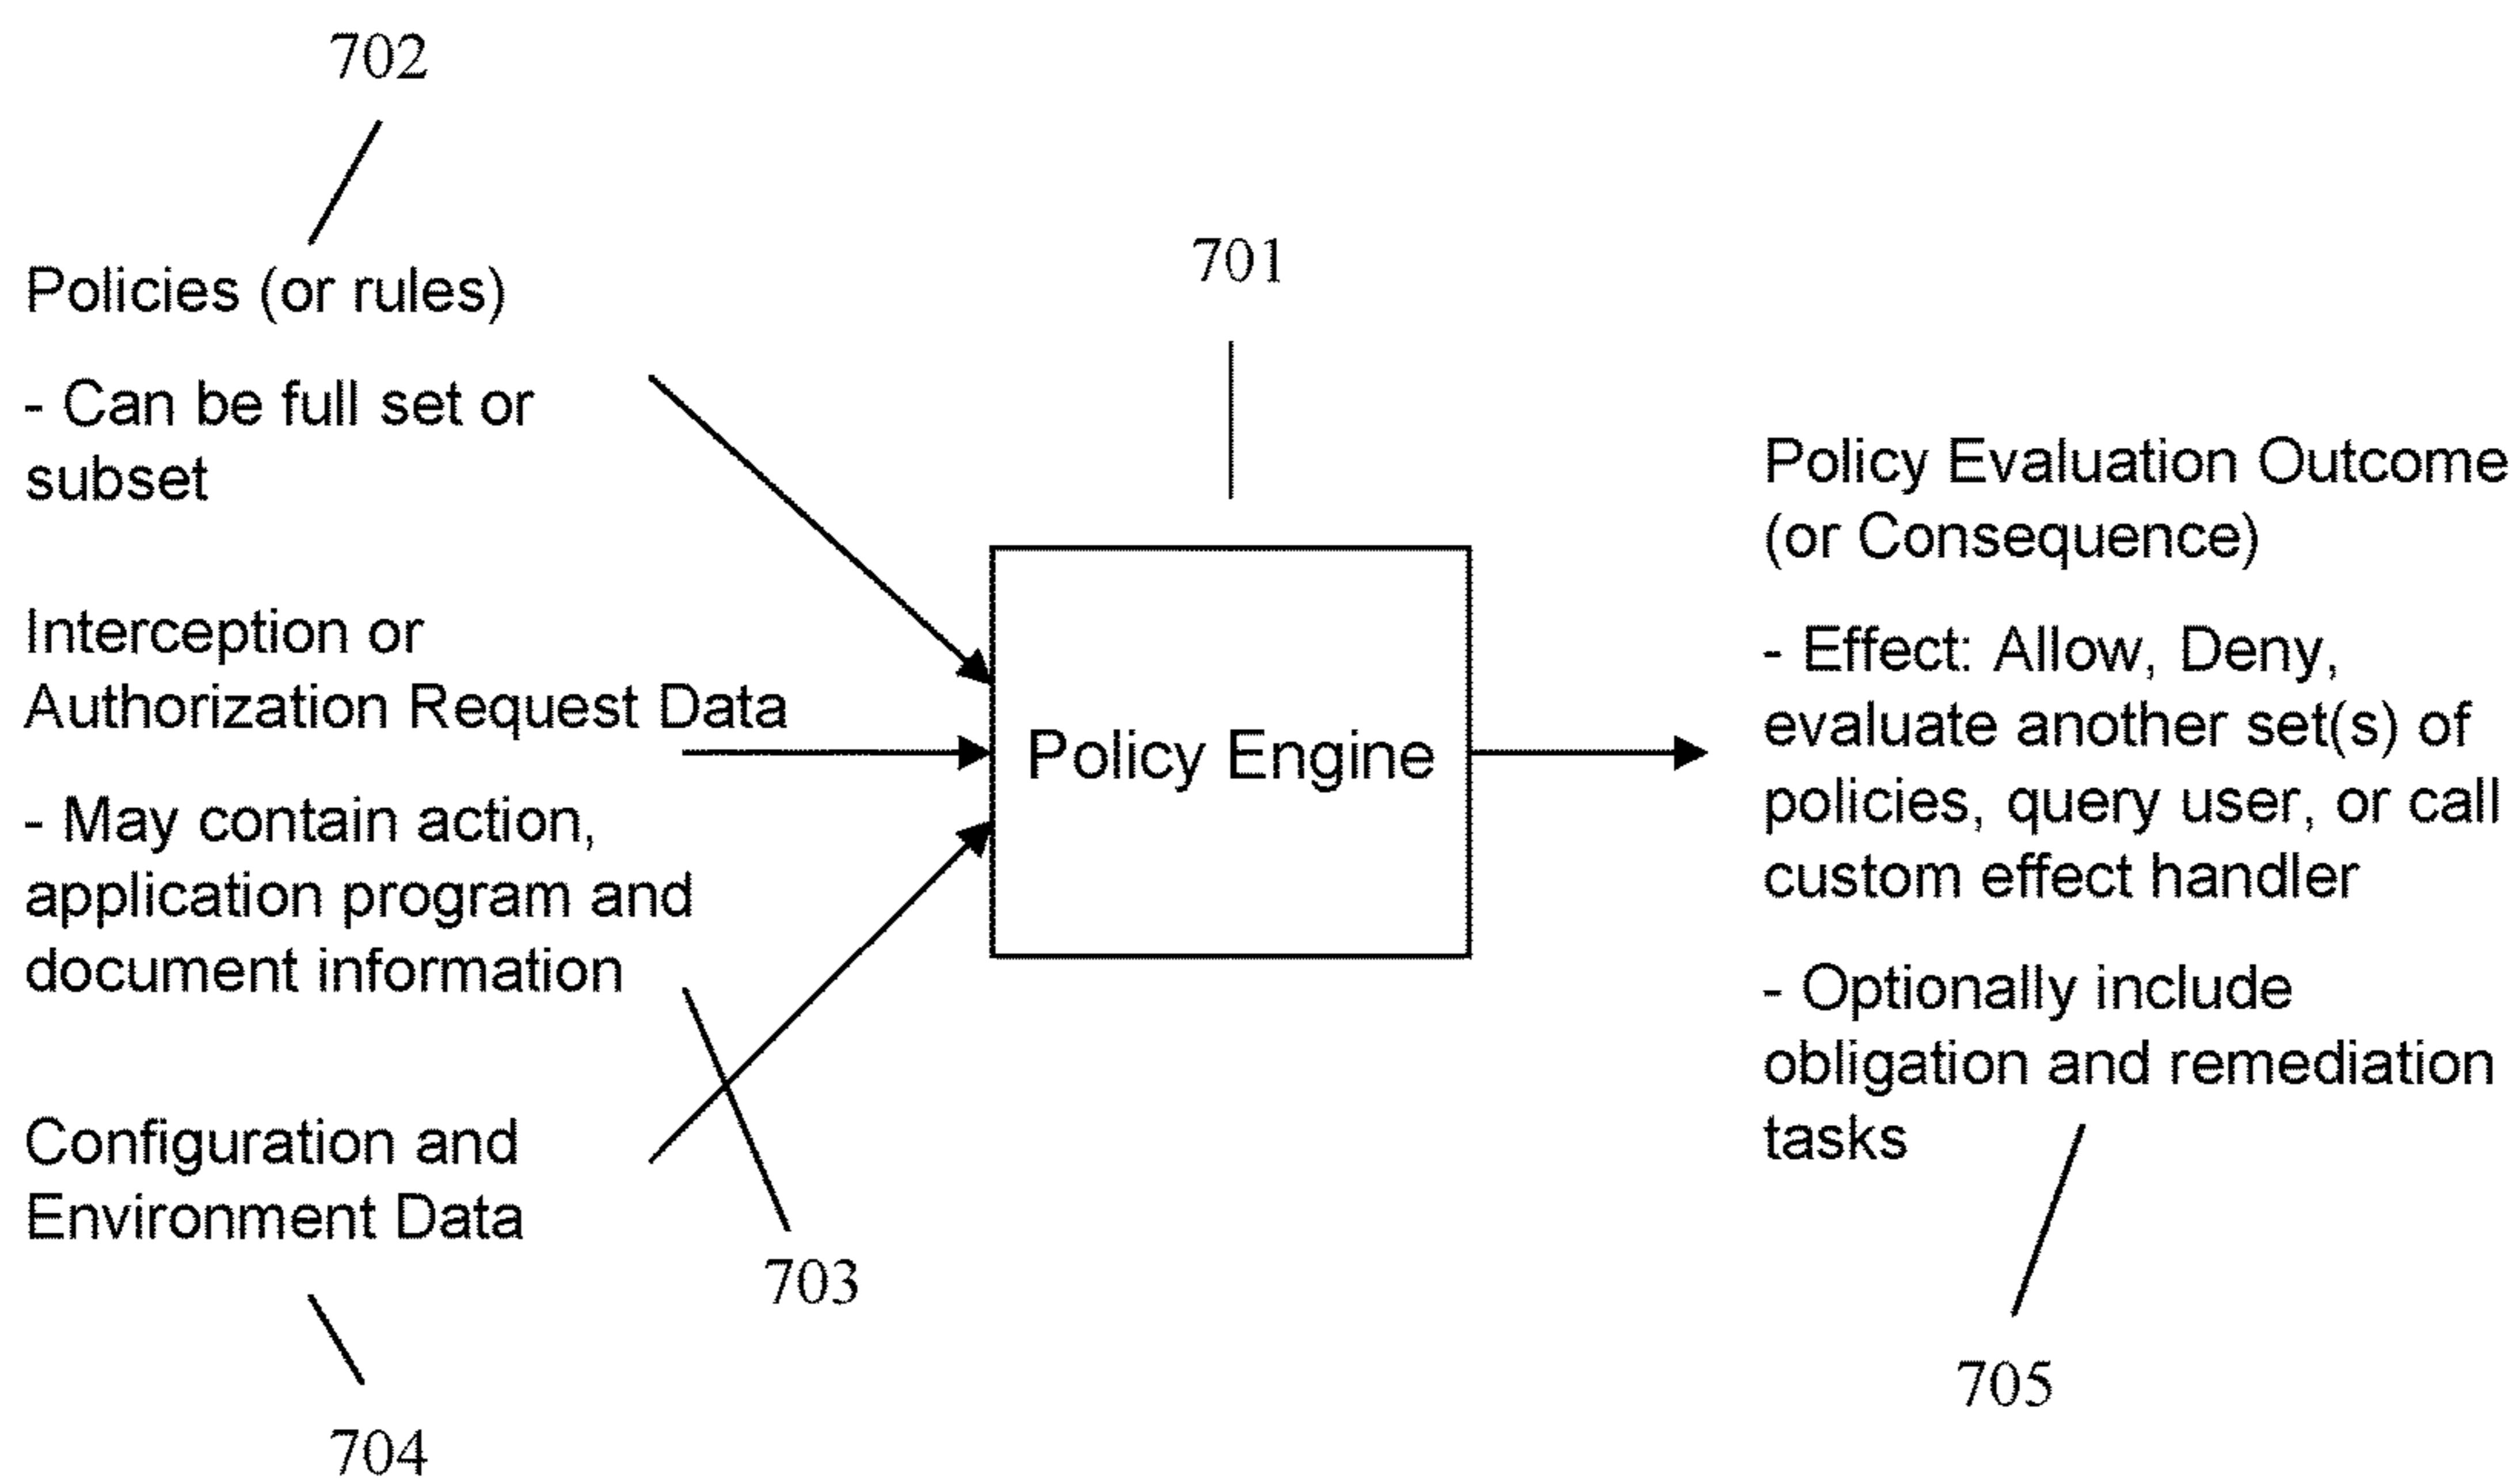 702
Policies (or rules)
- Can be full set or
subset
Interception or
Authorization Request Data
- May contain action,
application program and
document information
703
Configuration and
Environment Data
704
701
Policy Engine
Policy Evaluation Outcome
(or Consequence)
- Effect: Allow, Deny,
evaluate another set(s) of
policies, query user, or call
custom effect handler
- Optionally include
obligation and remediation
tasks
705